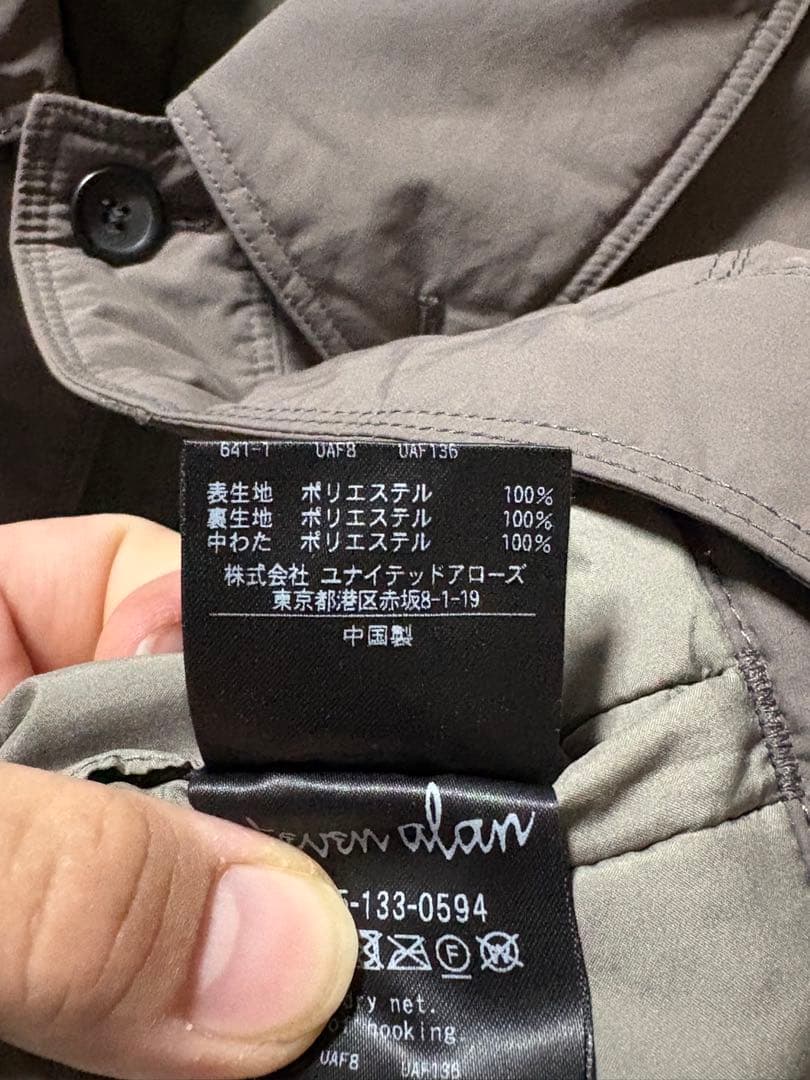 641-1 UAF8 UAF136
表生地 ポリエステル 100%
裏生地 ポリエステル 100%
中わた ポリエステル 100%
株式会社 ユナイテッドアローズ
東京都港区赤坂8-1-19
中国製
steven alan
5-133-0594
F W
dry net.
of hooking.
UAF8 UAF136